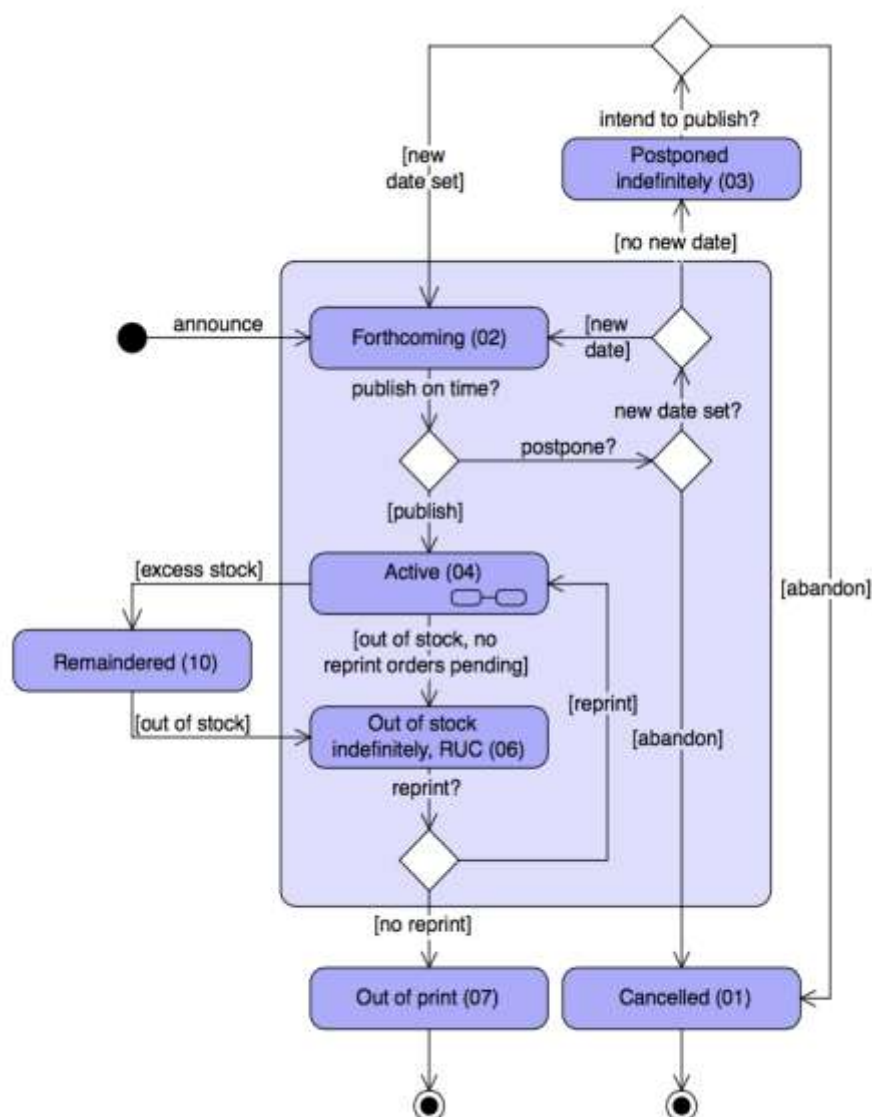 intend to publish?
[new
date set]
Postponed
indefinitely (03)
[no new date]
announce
Forthcoming (02)
[new
date]
publish on time?
new date set?
postpone?
[publish]
[excess stock]
Active (04)
[abandon]
[out of stock, no
reprint orders pending]
Remaindered (10)
[reprint]
[out of stock]
Out of stock
indefinitely, RUC (06)
[abandon]
reprint?
[no reprint]
Out of print (07)
Cancelled (01)